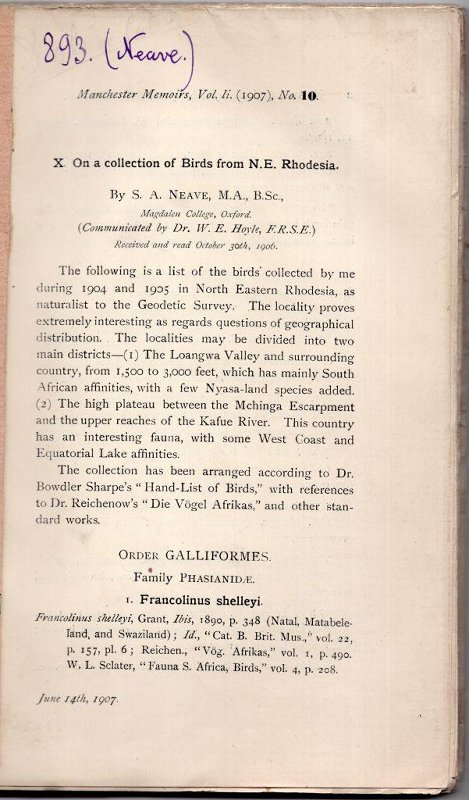 893. (Neave.)
Manchester Memoirs, Vol. li. (1907), No. 10.
X. On a collection of Birds from N.E. Rhodesia.
By S. A. NEAVE, M.A., B.Sc.,
Magdalen College, Oxford.
(Communicated by Dr. W. E. Hoyle, F.R.S.E.)
Received and read October 30th, 1906.
The following is a list of the birds collected by me
during 1904 and 1905 in North Eastern Rhodesia, as
naturalist to the Geodetic Survey. The locality proves
extremely interesting as regards questions of geographical
distribution. The localities may be divided into two
main districts—(1) The Loangwa Valley and surrounding
country, from 1,500 to 3,000 feet, which has mainly South
African affinities, with a few Nyasa-land species added.
(2) The high plateau between the Mchinga Escarpment
and the upper reaches of the Kafue River. This country
has an interesting fauna, with some West Coast and
Equatorial Lake affinities.
The collection has been arranged according to Dr.
Bowdler Sharpe's "Hand-List of Birds," with references
to Dr. Reichenow's "Die Vögel Afrikas," and other stan-
dard works.
ORDER GALLIFORMES.
Family PHASIANIDÆ.
1. Francolinus shelleyi.
Francolinus shelleyi, Grant, Ibis, 1890, p. 348 (Natal, Matabele-
land, and Swaziland); Id., "Cat. B. Brit. Mus.," vol. 22,
p. 157, pl. 6; Reichen., "Vög. Afrikas," vol. 1, p. 490.
W. L. Sclater, "Fauna S. Africa, Birds," vol. 4, p. 208.
June 14th, 1907.